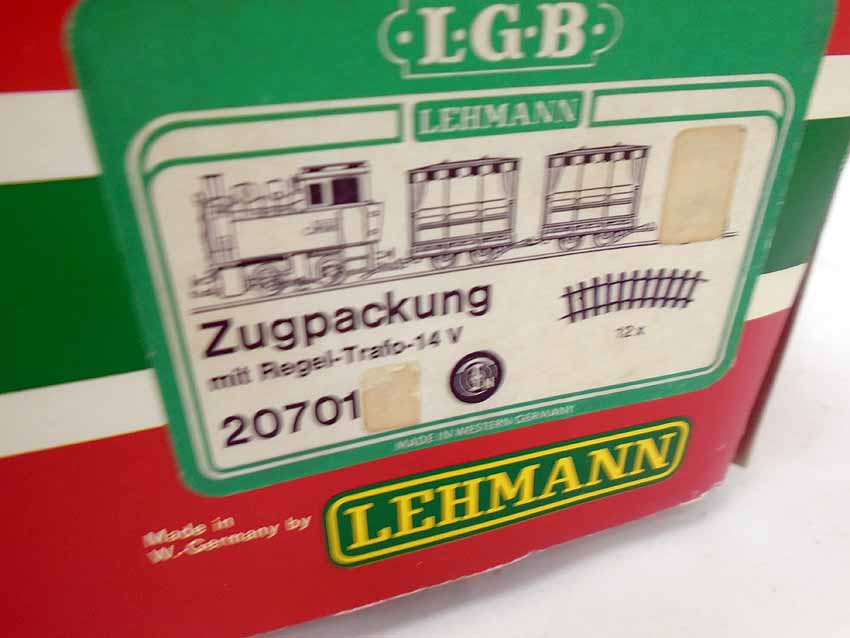 L·G·B
LEHMANN
Zugpackung
mit Regel-Trafo-14 V
12x
20701
MADE IN WESTERN GERMANY
Made in
W.-Germany by
LEHMANN